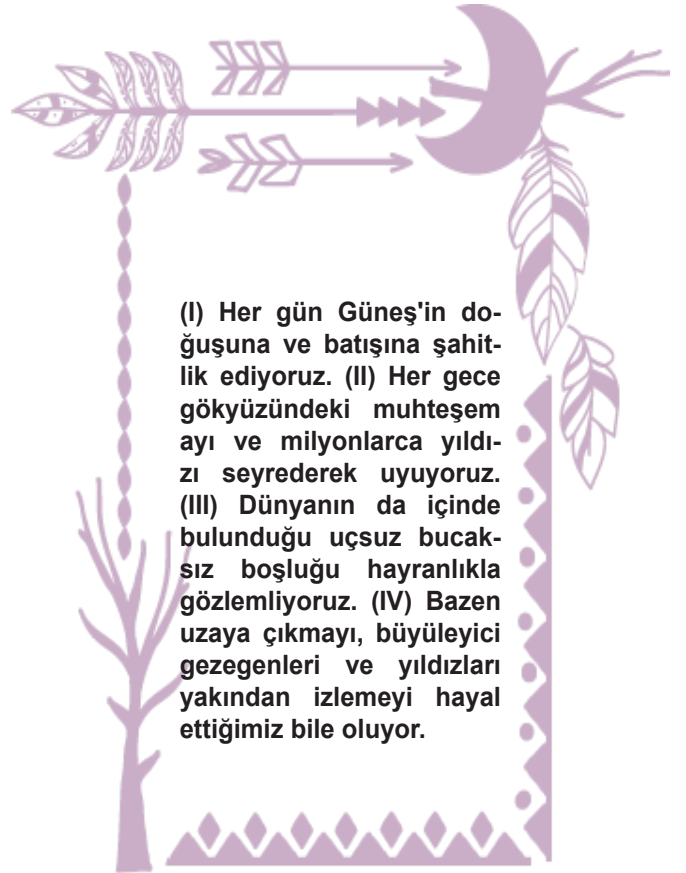 (I) Her gün Güneş'in do-
ğuşuna ve batışına şahit-
lik ediyoruz. (II) Her gece
gökyüzündeki muhteşem
ayı ve milyonlarca yıldı-
zı seyrederek uyuyoruz.
(III) Dünyanın da içinde
bulunduğu uçsuz bucak-
sız boşluğu hayranlıkla
gözlemliyoruz. (IV) Bazen
uzaya çıkmayı, büyüleyici
gezegenleri ve yıldızları
yakından izlemeyi hayal
ettiğimiz bile oluyor.